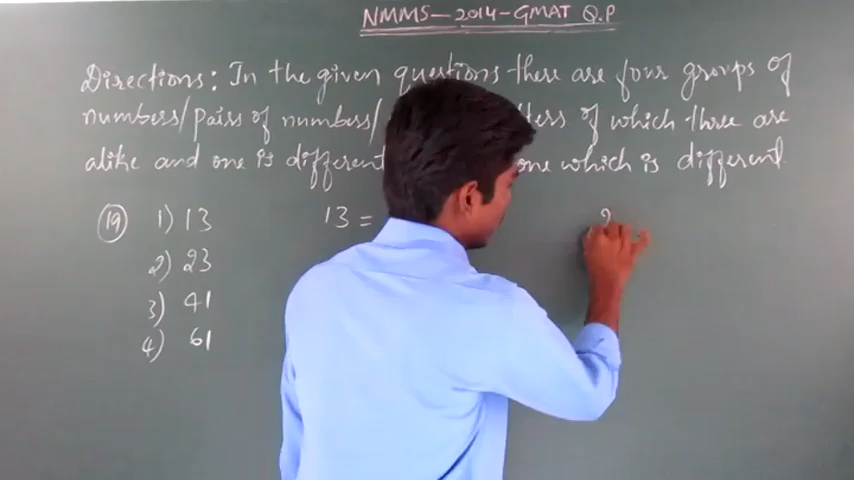 NMMS-2014-GMAT Q.P
Directions: In the given questions there are four groups of
numbers/pairs of numbers/ of which three are
alike and one is different one which is different.
19 1) 13 13 =
2) 23
3) 41
4) 61